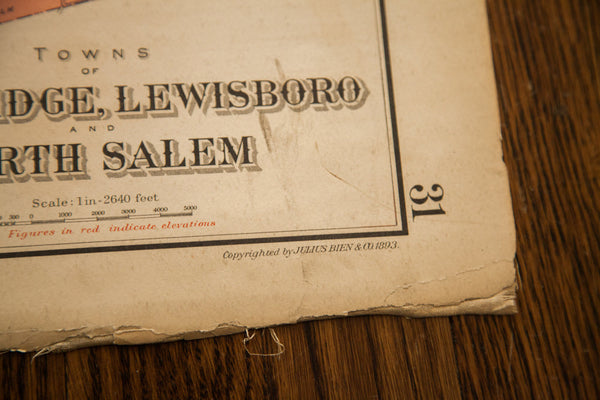 TOWNS
OF
IDGE, LEWISBORO
AND
RTH SALEM
Scale: 1in-2640 feet
300 0 1000 2000 3000 4000 5000
Figures in red indicate elevations
Copyrighted by JULIUS BIEN & CO. 1893.
31